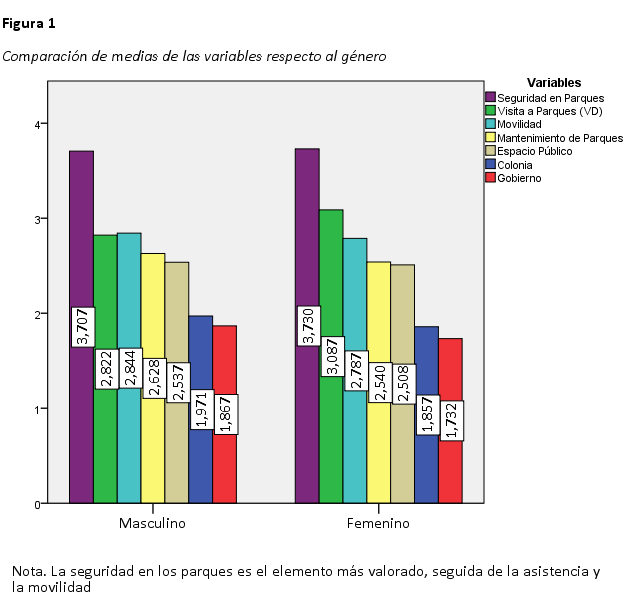 Figura 1
Comparación de medias de las variables respecto al género
Variables
Seguridad en Parques
Visita a Parques (VD)
Movilidad
Mantenimiento de Parques
Espacio Público
Colonia
Gobierno
4
3
2
1
0
3,707
2,822
2,844
2,628
2,537
1,971
1,867
3,730
3,087
2,787
2,540
2,508
1,857
1,732
Masculino
Femenino
Nota. La seguridad en los parques es el elemento más valorado, seguida de la asistencia y
la movilidad